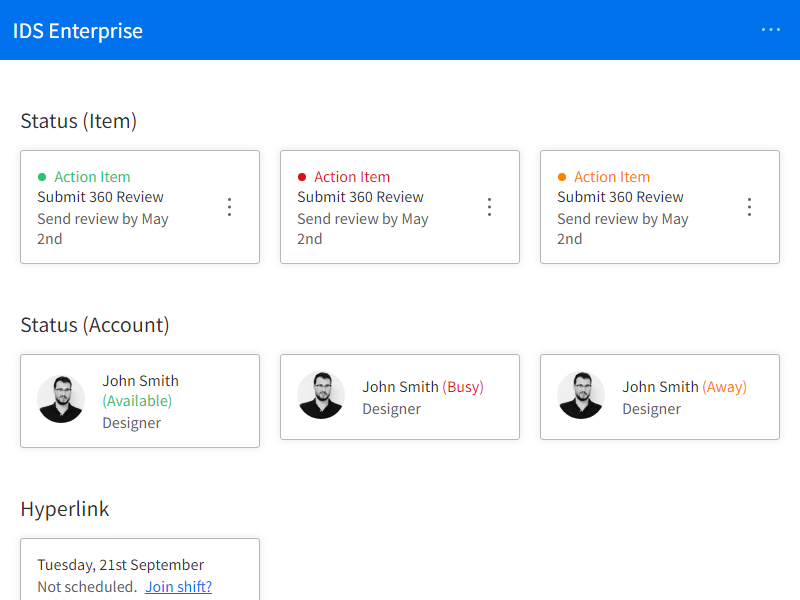 IDS Enterprise
Status (Item)
Action Item
Submit 360 Review
Send review by May
2nd
Action Item
Submit 360 Review
Send review by May
2nd
Action Item
Submit 360 Review
Send review by May
2nd
Status (Account)
John Smith
(Available)
Designer
John Smith (Busy)
Designer
John Smith (Away)
Designer
Hyperlink
Tuesday, 21st September
Not scheduled. Join shift?